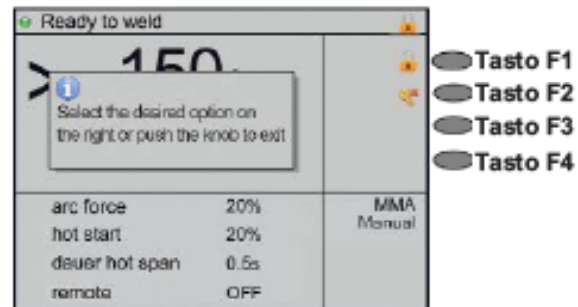 Ready to weld
> 150
Select the desired option on
the right or push the knob to exit
Tasto F1
Tasto F2
Tasto F3
Tasto F4
arc force 20%
hot start 20%
dauer hot span 0.5s
remote OFF
MMA
Manual